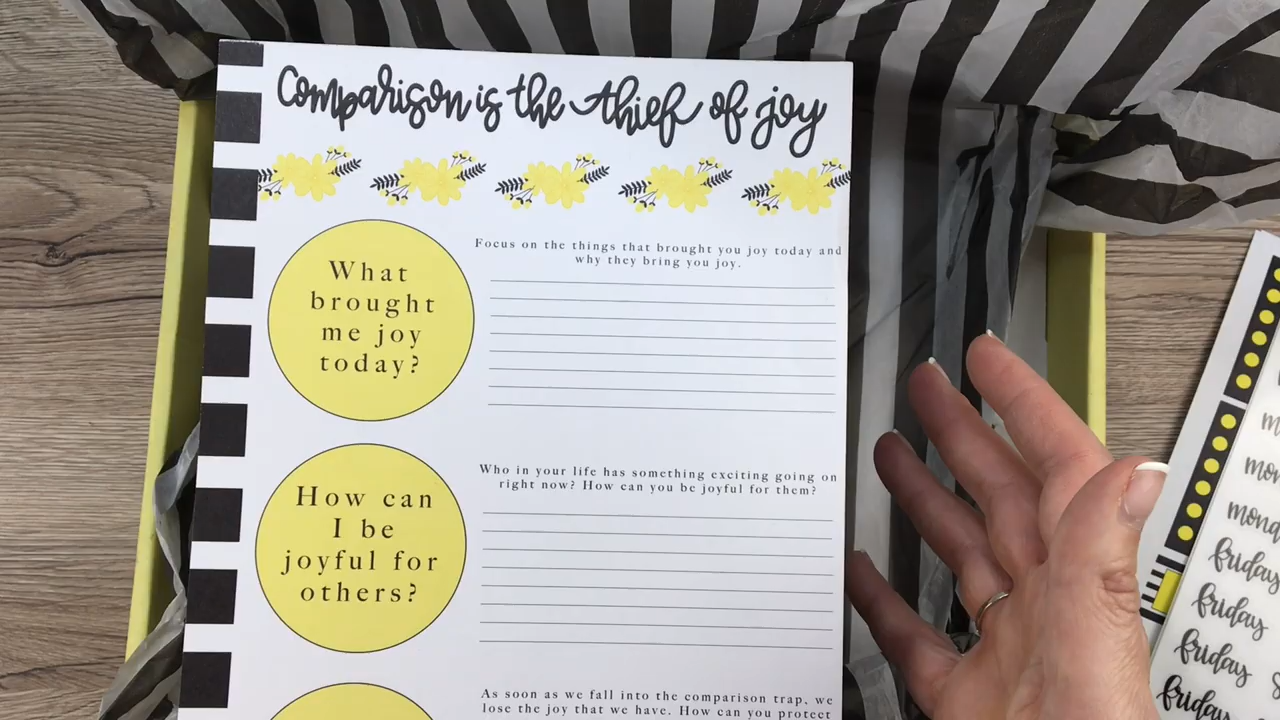 Comparison is the thief of joy
What
brought
me joy
today?
Focus on the things that brought you joy today and
why they bring you joy.
How can
I be
joyful for
others?
Who in your life has something exciting going on
right now? How can you be joyful for them?
As soon as we fall into the comparison trap, we
lose the joy that we have. How can you protect
friday
friday
friday
friday